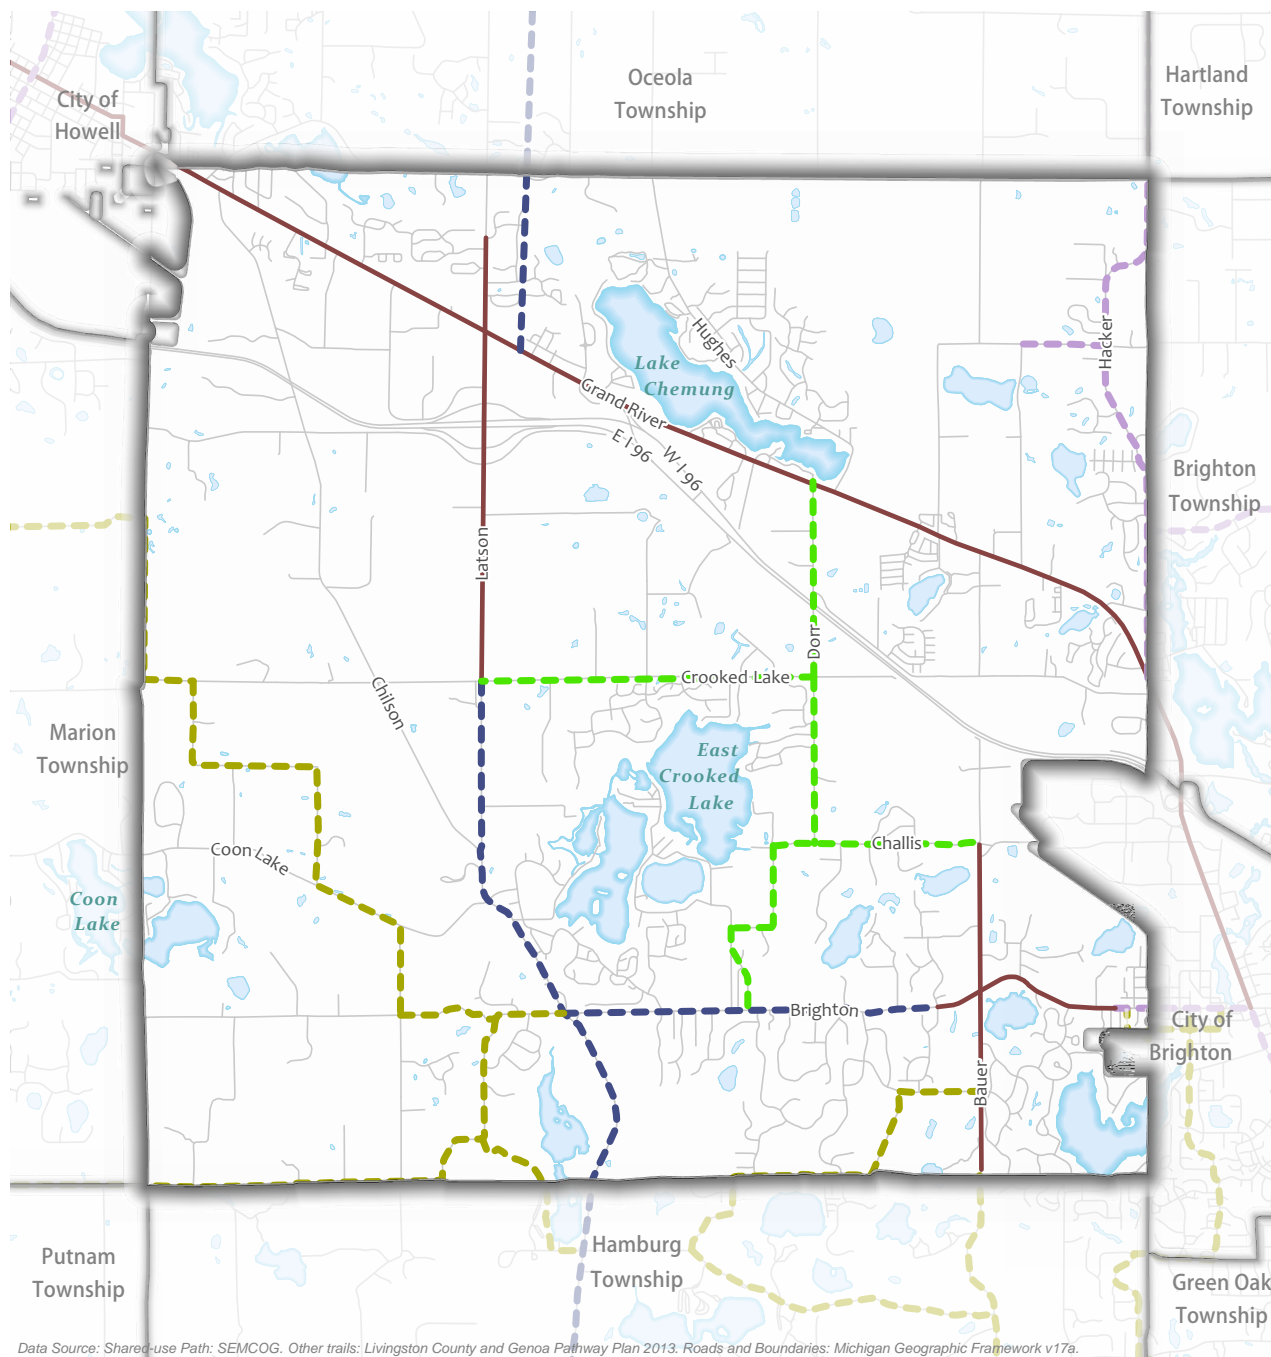 Oceola
Township
Hartland
Township
City of
Howell
Hacker
Hughes
Lake
Chemung
Grand River
E I 96
W I 96
Brighton
Township
Latson
Dorr
Crooked Lake
Chilson
Marion
Township
East
Crooked
Lake
Challis
Coon Lake
Coon
Lake
Brighton
City of
Brighton
Bauer
Hamburg
Township
Putnam
Township
Green Oak
Township
Data Source: Shared-use Path: SEMCOG. Other trails: Livingston County and Genoa Pathway Plan 2013. Roads and Boundaries: Michigan Geographic Framework v17a.